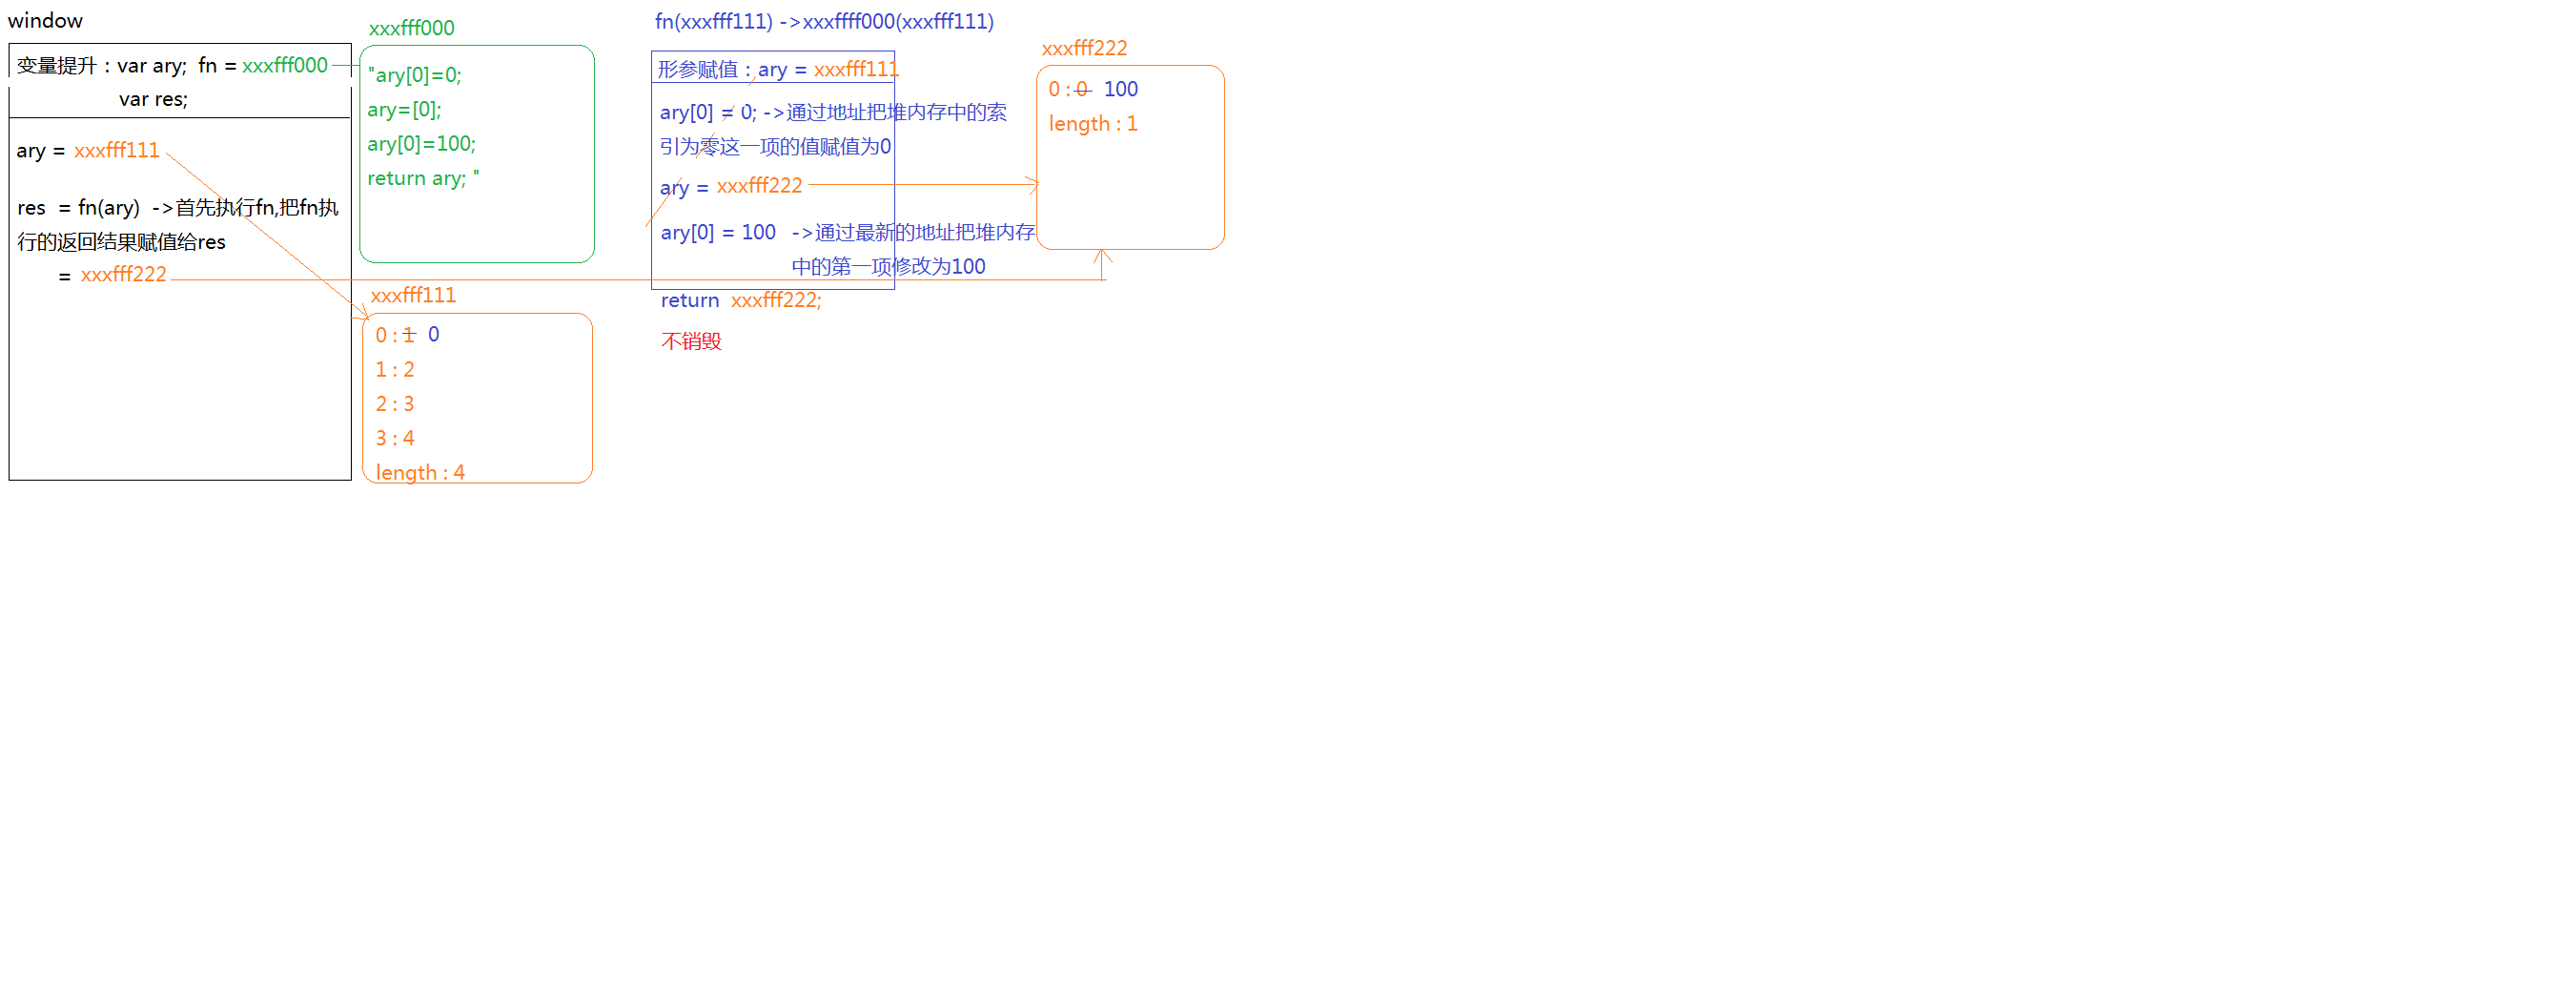 window
变量提升 : var ary;  fn = xxxfff000
var res;
ary = xxxfff111
res  = fn(ary)  ->首先执行fn,把fn执
行的返回结果赋值给res
= xxxfff222
xxxfff000
"ary[0]=0;
ary=[0];
ary[0]=100;
return ary; "
xxxfff111
0 : 1  0
1 : 2
2 : 3
3 : 4
length : 4
fn(xxxfff111) ->xxxffff000(xxxfff111)
形参赋值 : ary = xxxfff111
ary[0] = 0; ->通过地址把堆内存中的索
引为零这一项的值赋值为0
ary = xxxfff222
ary[0] = 100  ->通过最新的地址把堆内存
中的第一项修改为100
return  xxxfff222;
不销毁
xxxfff222
0 : 0  100
length : 1